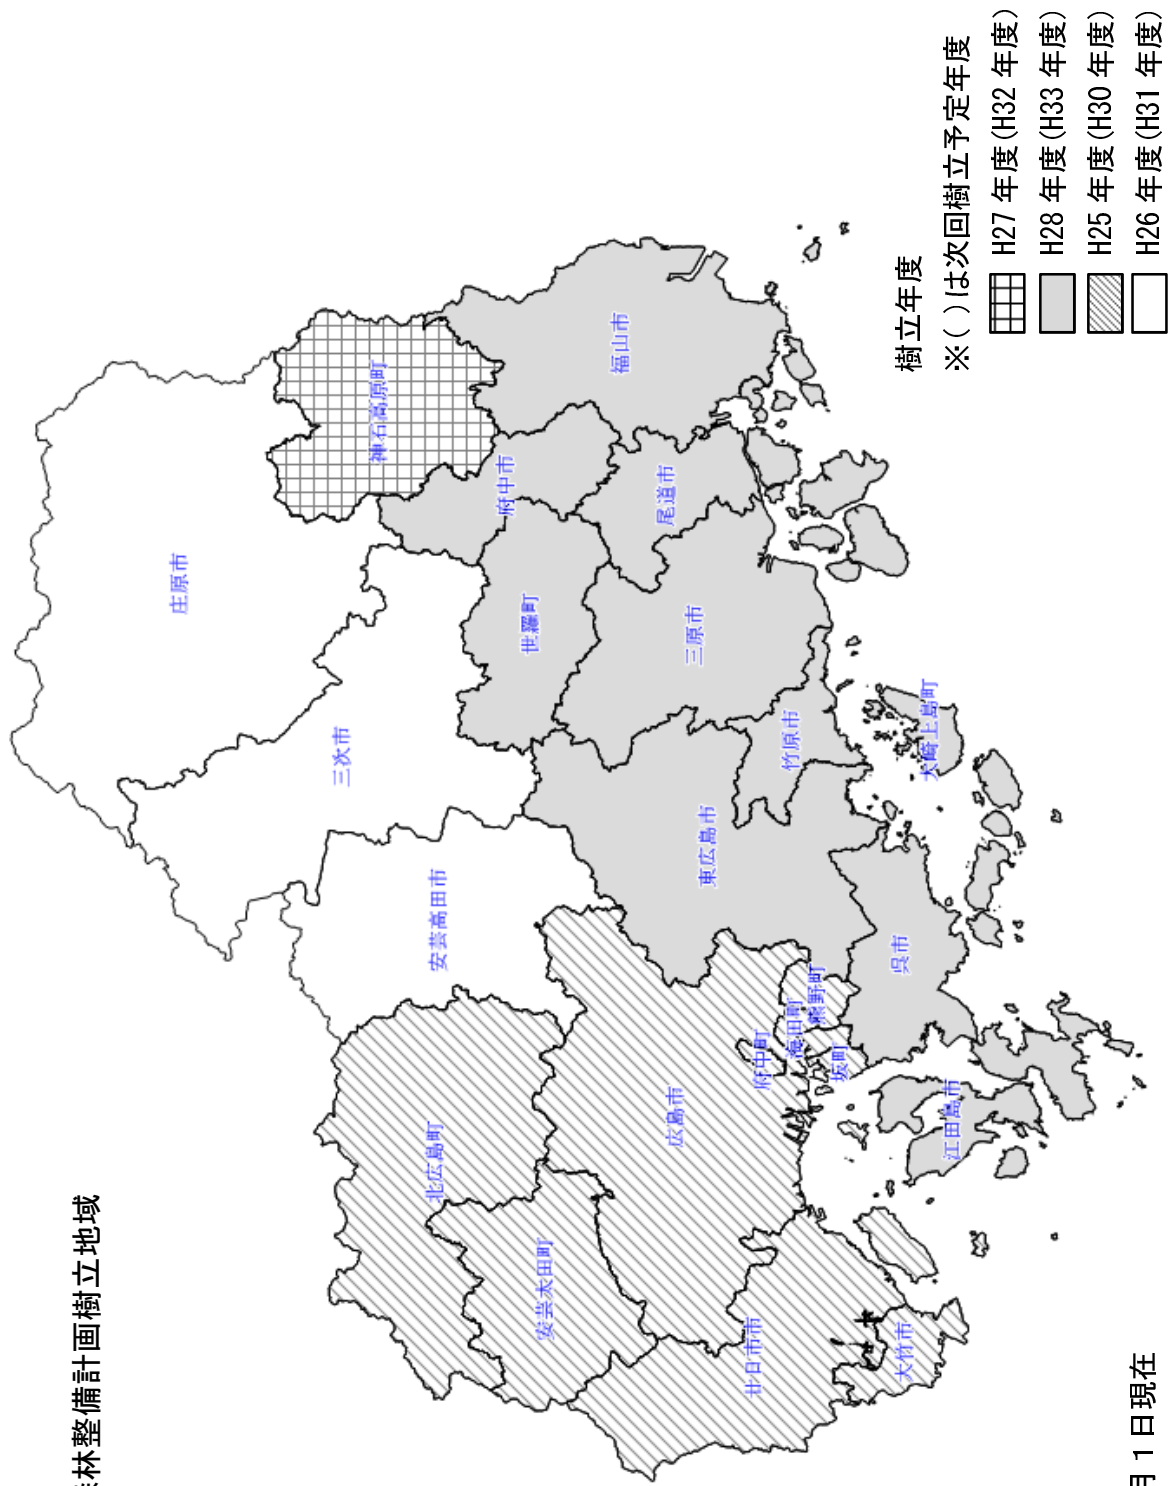 林整備計画樹立地域
庄原市
神石高原町
三次市
府中市
福山市
世羅町
尾道市
三原市
安芸高田市
東広島市
竹原市
大崎上島町
北広島町
安芸太田町
広島市
府中町
海田町
熊野町
坂町
呉市
江田島市
廿日市市
大竹市
樹立年度
※( )は次回樹立予定年度
H27 年度(H32 年度)
H28 年度(H33 年度)
H25 年度(H30 年度)
H26 年度(H31 年度)
月 1 日現在